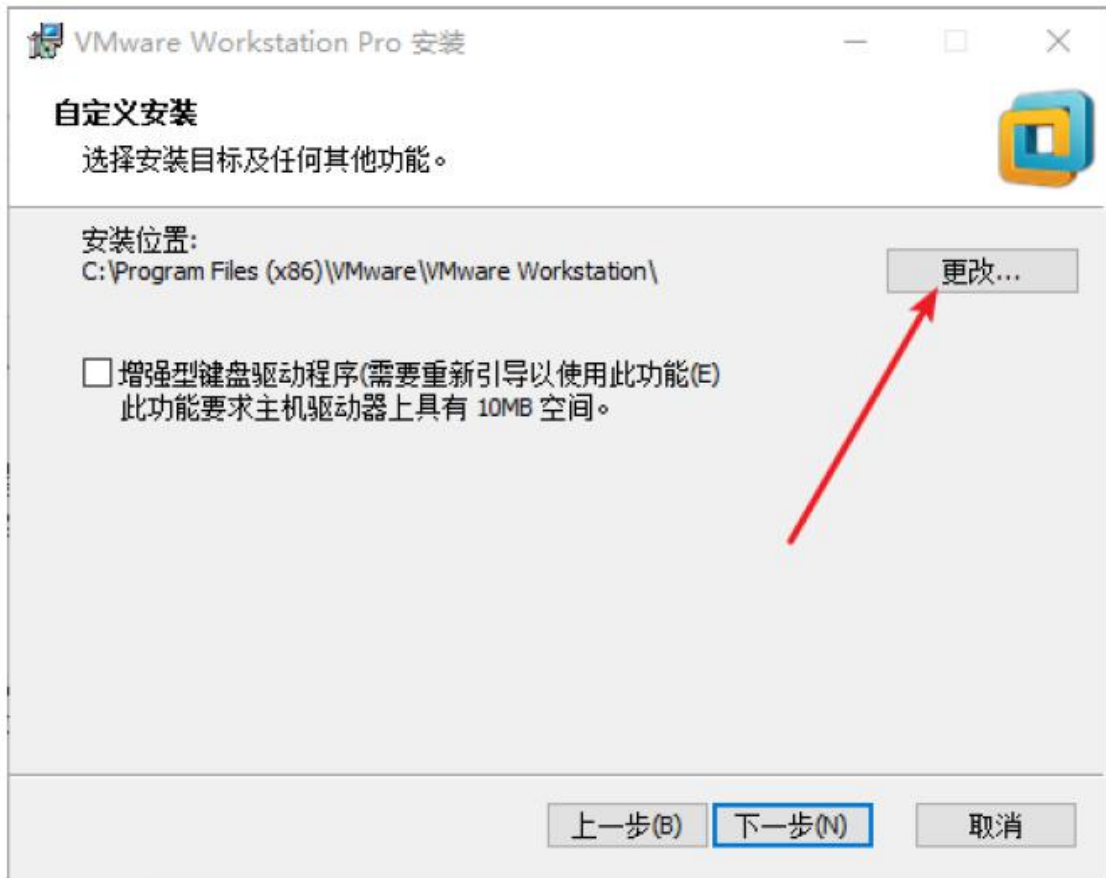 VMware Workstation Pro 安装
自定义安装
选择安装目标及任何其他功能。
安装位置:
C:\Program Files (x86)\VMware\VMware Workstation\
更改...
增强型键盘驱动程序(需要重新引导以使用此功能(E)
此功能要求主机驱动器上具有 10MB 空间。
上一步(B)
下一步(N)
取消